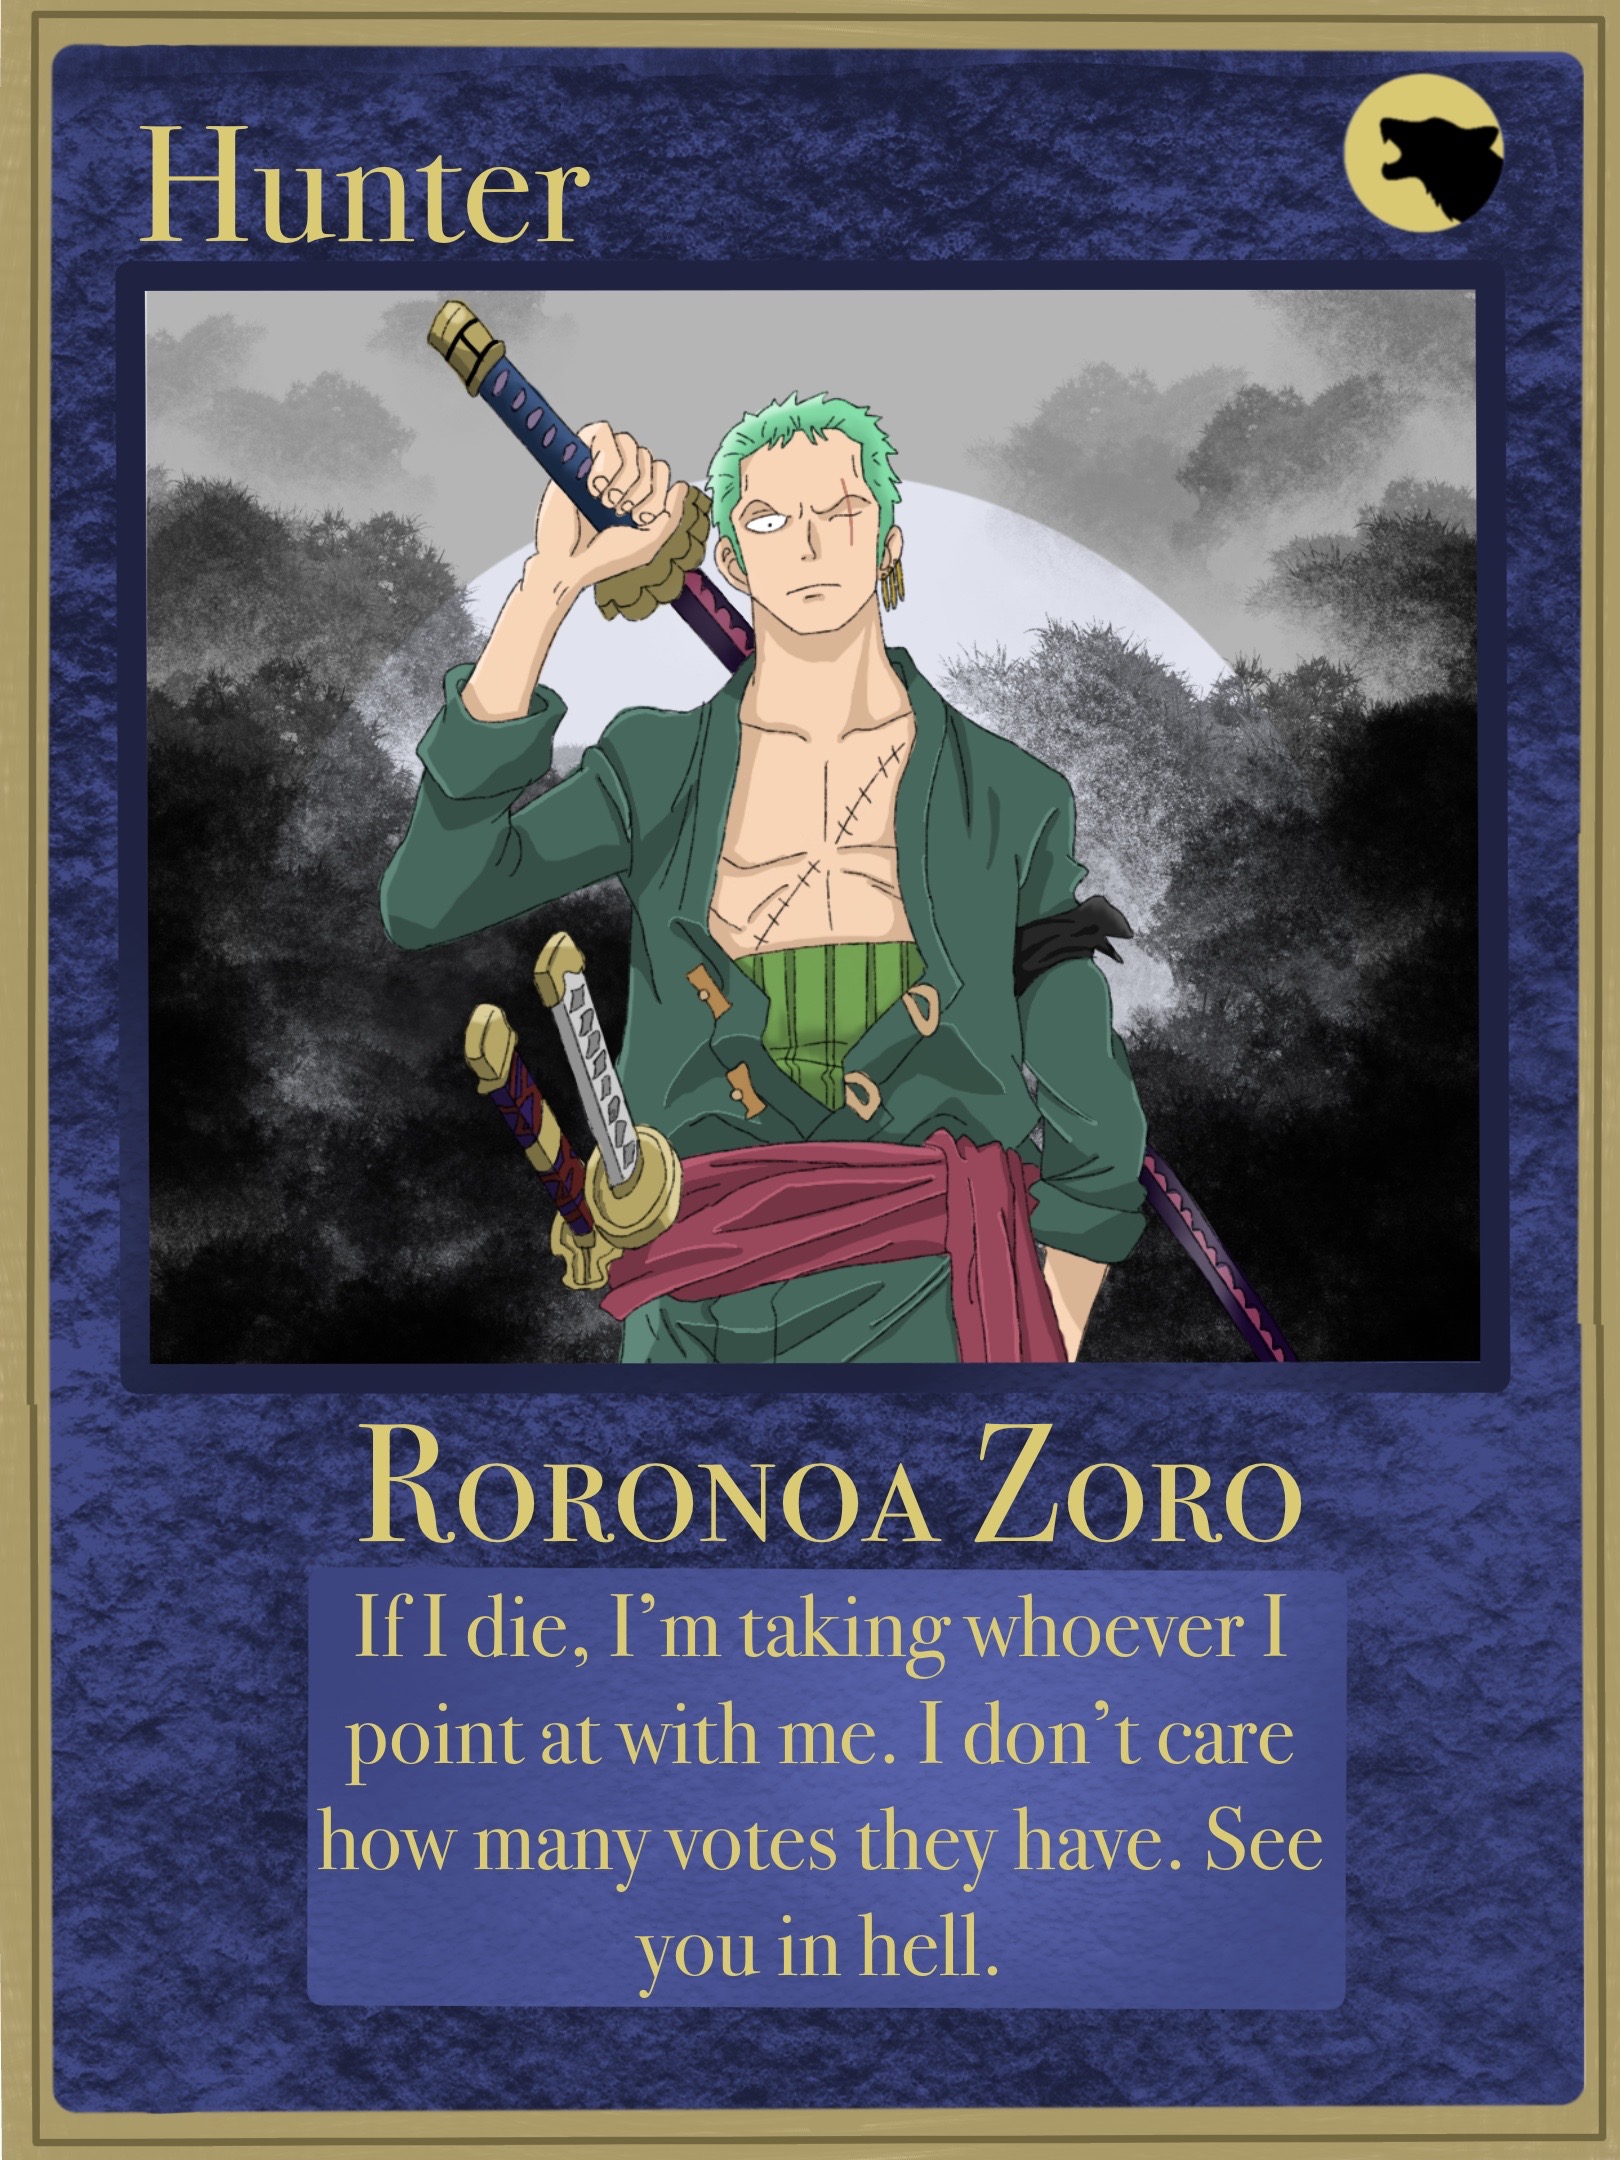 Hunter
Roronoa Zoro
If I die, I’m taking whoever I
point at with me. I don’t care
how many votes they have. See
you in hell.